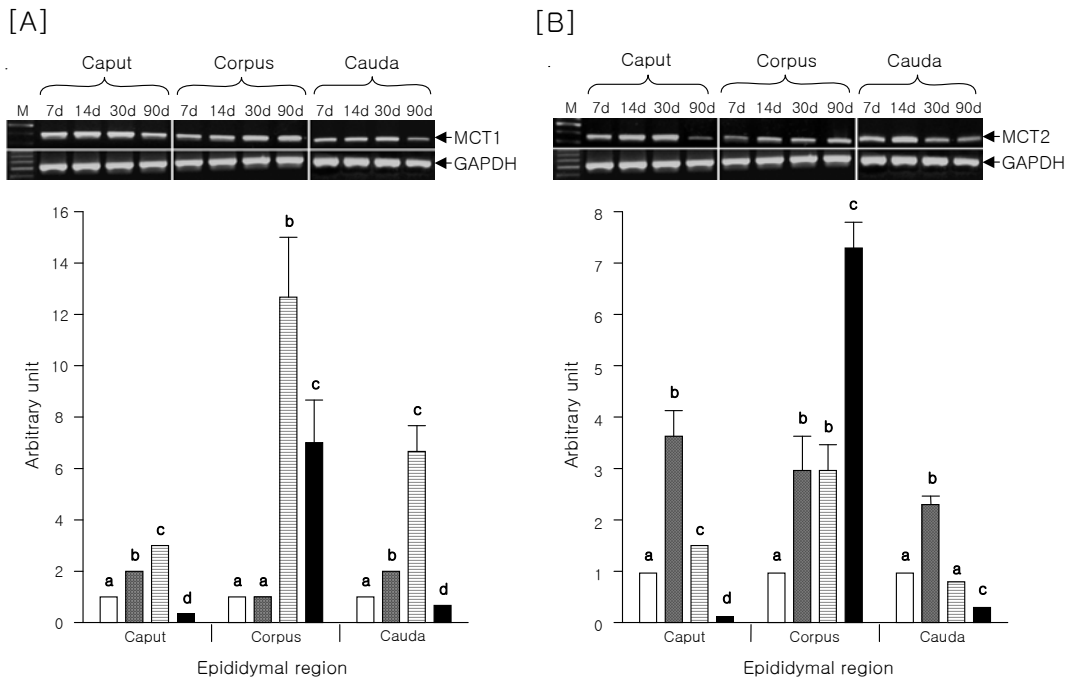 [A]
Caput Corpus Cauda
M 7d 14d 30d 90d 7d 14d 30d 90d 7d 14d 30d 90d
MCT1
GAPDH
16
14
12
10
8
6
4
2
0
Arbitrary unit
a b c d a a b c a b c d
Caput Corpus Cauda
Epididymal region
[B]
Caput Corpus Cauda
M 7d 14d 30d 90d 7d 14d 30d 90d 7d 14d 30d 90d
MCT2
GAPDH
8
7
6
5
4
3
2
1
0
Arbitrary unit
a b c d a b b c a b a c
Caput Corpus Cauda
Epididymal region